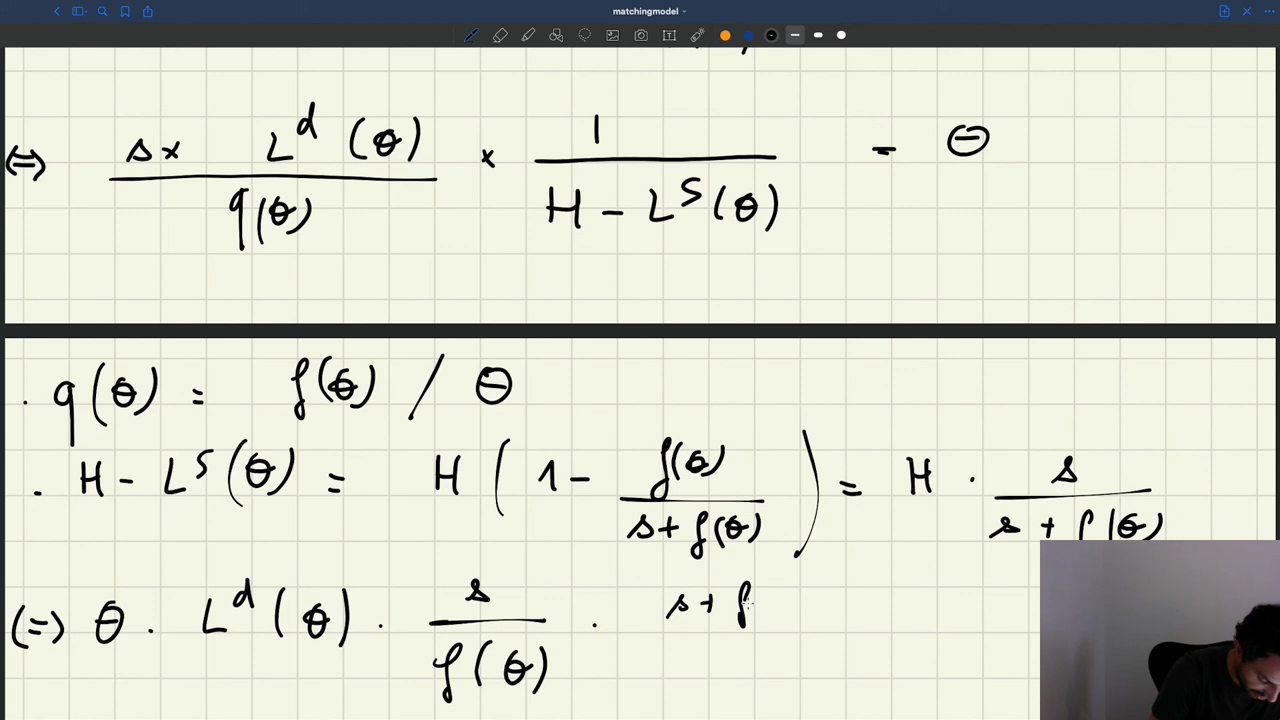 matchingmodel
⇔ s × L^d (θ) / q(θ) × 1 / (H − L^s (θ)) = θ
· q(θ) = f(θ) / θ
· H − L^s (θ) = H (1 − f(θ) / (s + f(θ))) = H · s / (s + f(θ))
(=) θ · L^d (θ) · s / f(θ) · s + f